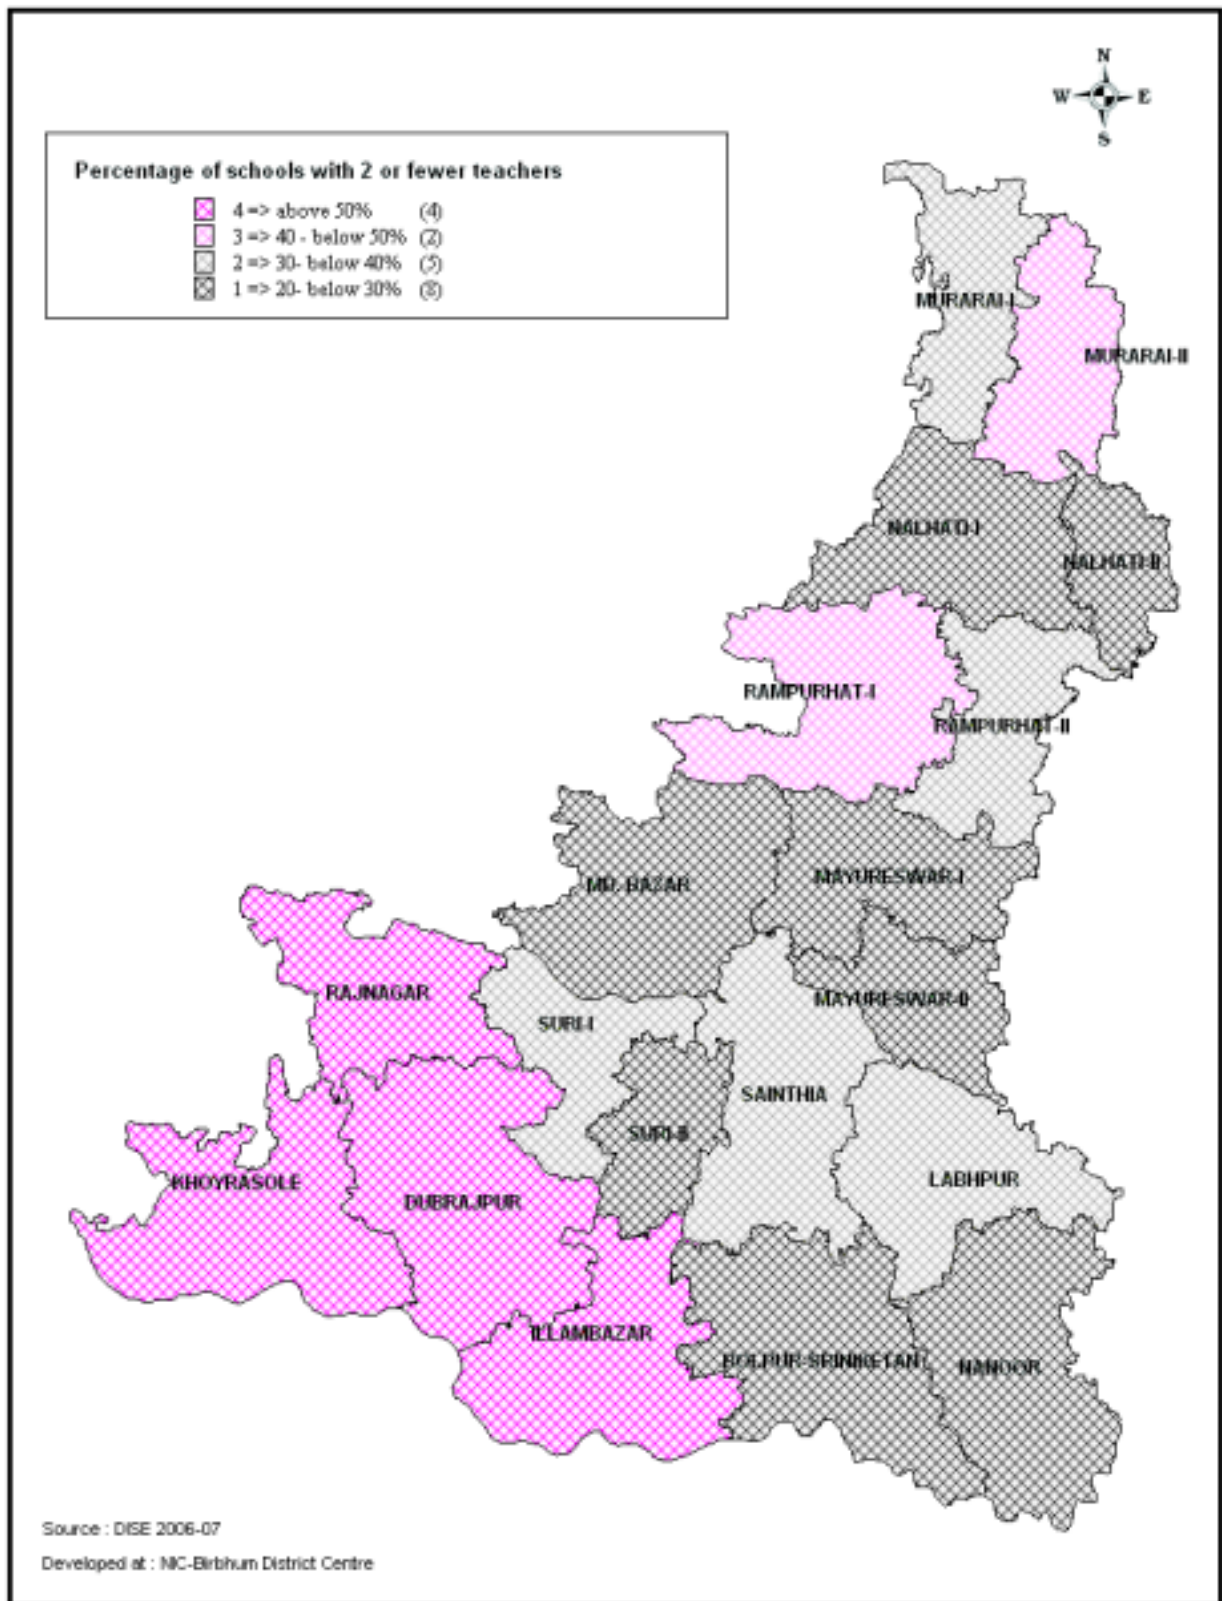 N
W E
S
Percentage of schools with 2 or fewer teachers
4 => above 50% (4)
3 => 40 - below 50% (2)
2 => 30- below 40% (5)
1 => 20- below 30% (8)
MURARAI-I
MURARAI-II
NALHATI-I
NALHATI-II
RAMPURHAT-I
RAMPURHAT-II
MD. BAZAR
MAYURESWAR-I
RAJNAGAR
MAYURESWAR-II
SURI-I
SAINTHIA
SURI-II
KHOYRASOLE
DUBRAJPUR
LABHPUR
ILLAMBAZAR
BOLPUR-SRINIKETAN
NANOOR
Source : DISE 2006-07
Developed at : NIC-Birbhum District Centre